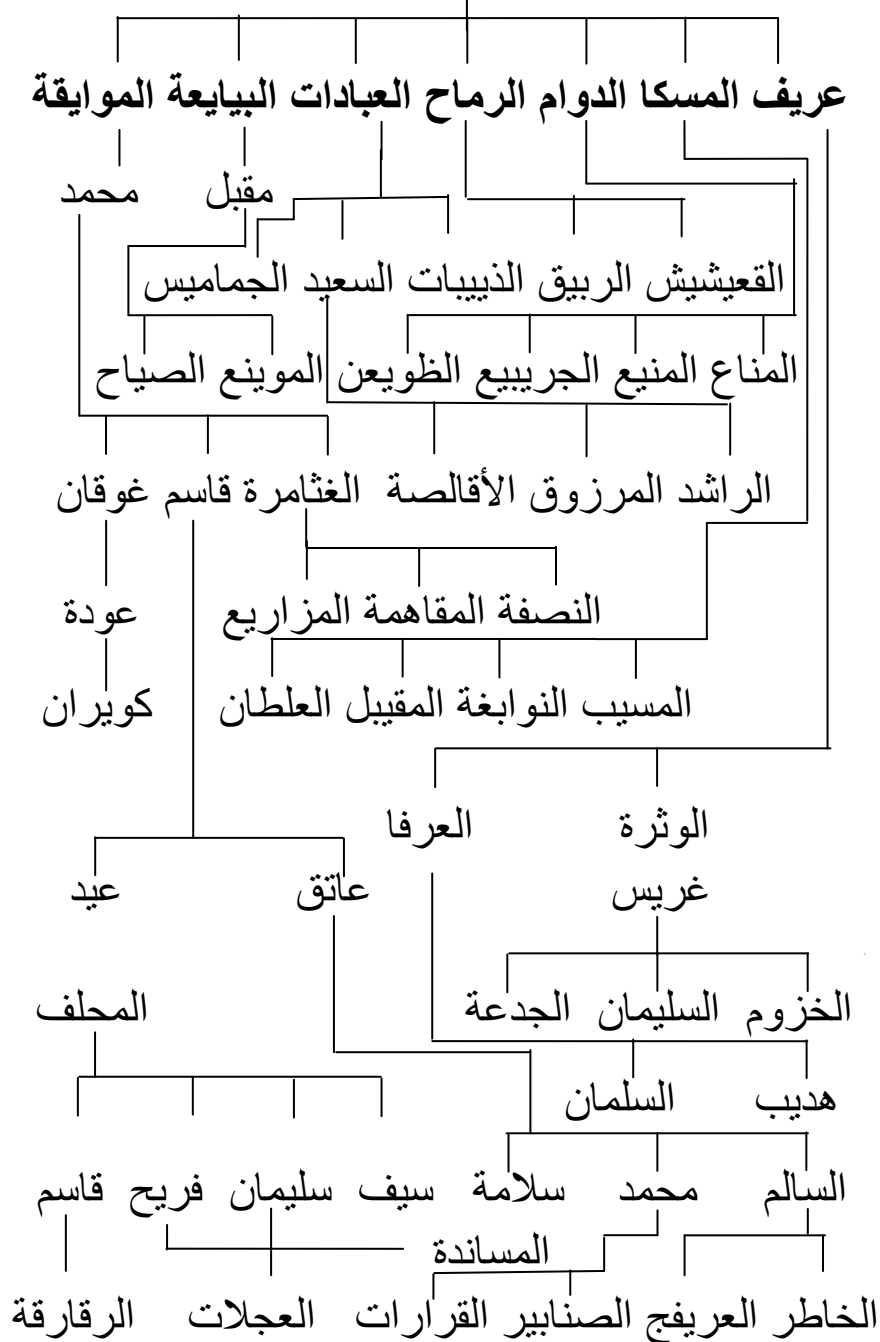 عريف المسكا الدوام الرماح العبادات البيايعة الموايقة
مقبل محمد
القعيشيش الربيق الذيببات السعيد الجماميس
المناع المنيع الجريبيع الظويعن الموينع الصياح
الراشد المرزوق الأقالصة الغثامرة قاسم غوقان
النصفة المقاهمة المزاريع عودة
المسيب النوابغة المقيبل العلطان كويران
الوثرة العرفا
غريس عاتق عيد
الخزوم السليمان الجدعة المحلف
هديب السلمان
السالم محمد سلامة سيف سليمان فريح قاسم
المساندة
الخاطر العريفج الصنابير القرارات العجلات الرقارقة